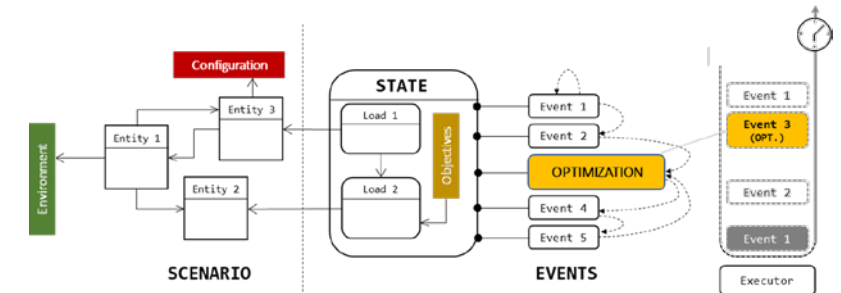 Configuration
Environment
Entity 1
Entity 3
Entity 2
SCENARIO
STATE
Load 1
Load 2
Objectives
Event 1
Event 2
OPTIMIZATION
Event 4
Event 5
EVENTS
Event 1
Event 3
(OPT.)
Event 2
Event 1
Executor